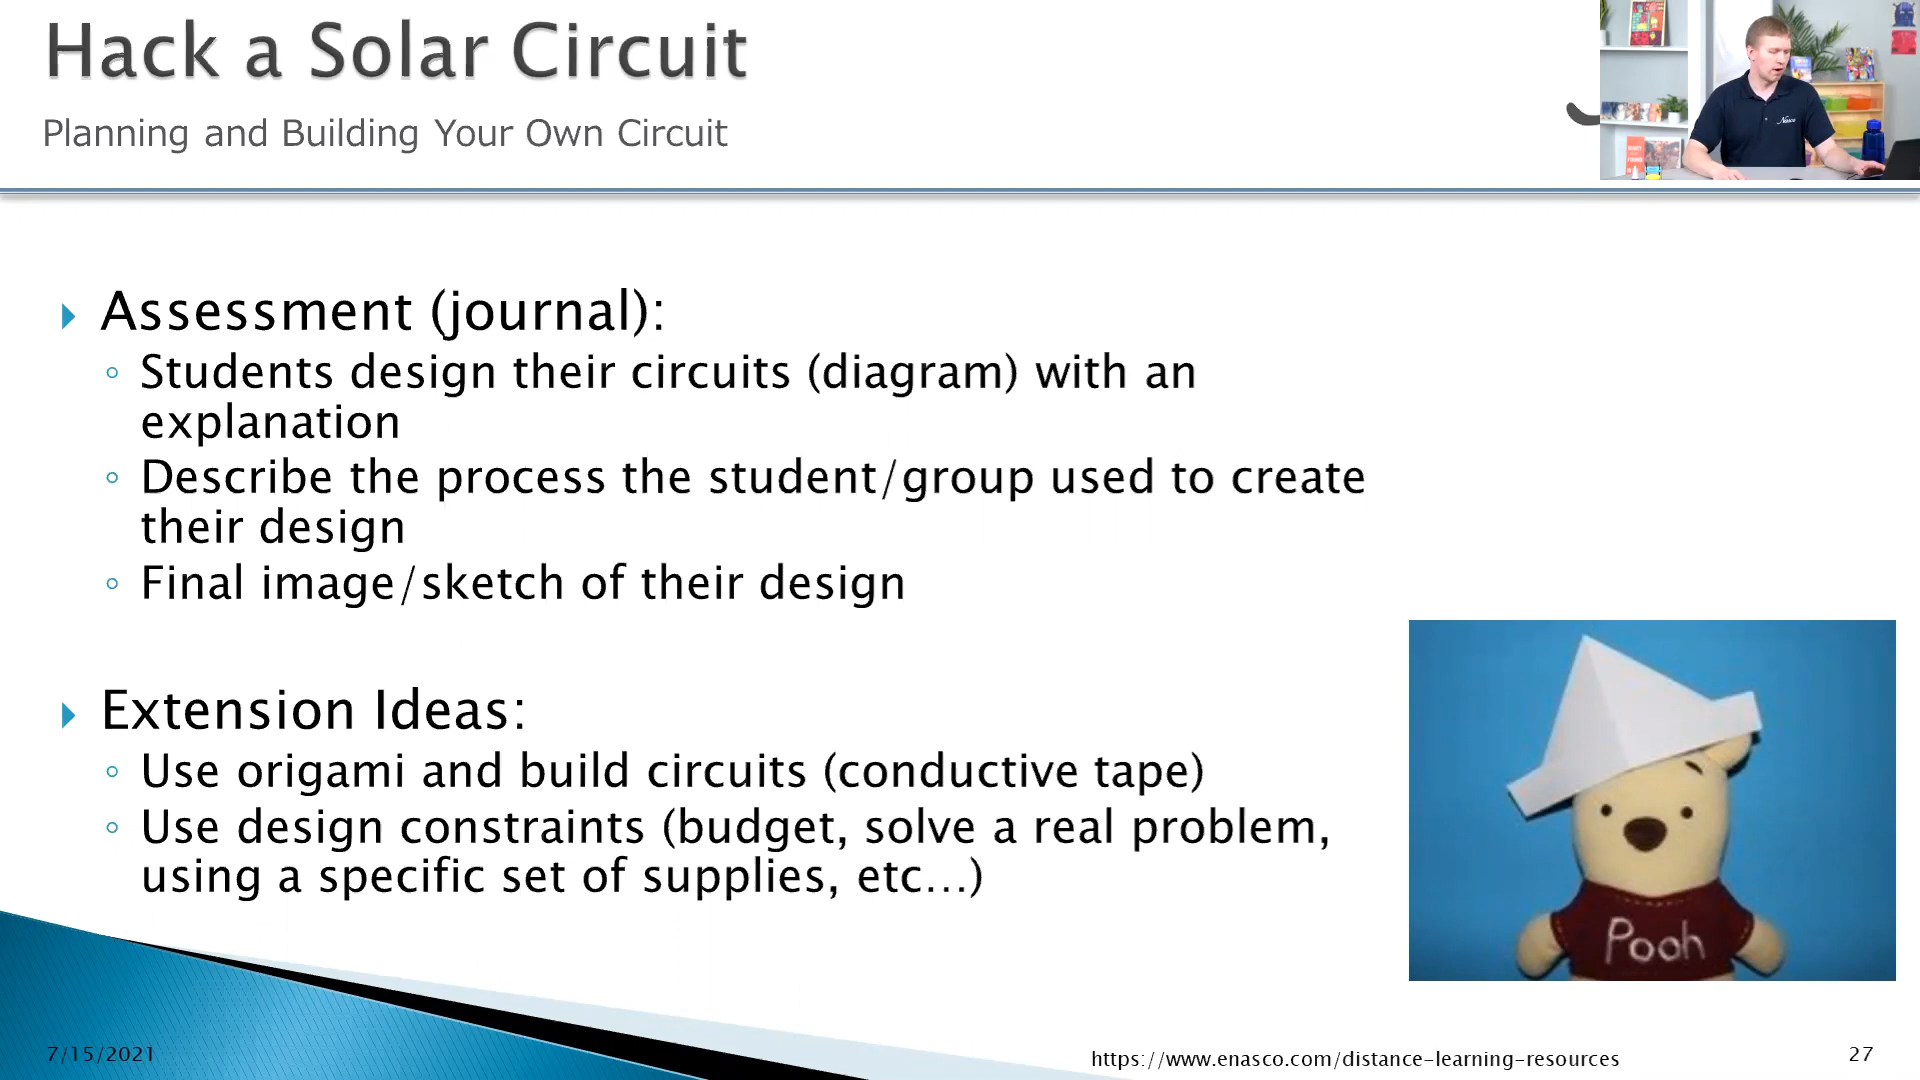 Hack a Solar Circuit
Planning and Building Your Own Circuit
Nasco
Assessment (journal):
Students design their circuits (diagram) with an
explanation
Describe the process the student/group used to create
their design
Final image/sketch of their design
Extension Ideas:
Use origami and build circuits (conductive tape)
Use design constraints (budget, solve a real problem,
using a specific set of supplies, etc…)
Pooh
7/15/2021
https://www.enasco.com/distance-learning-resources
27